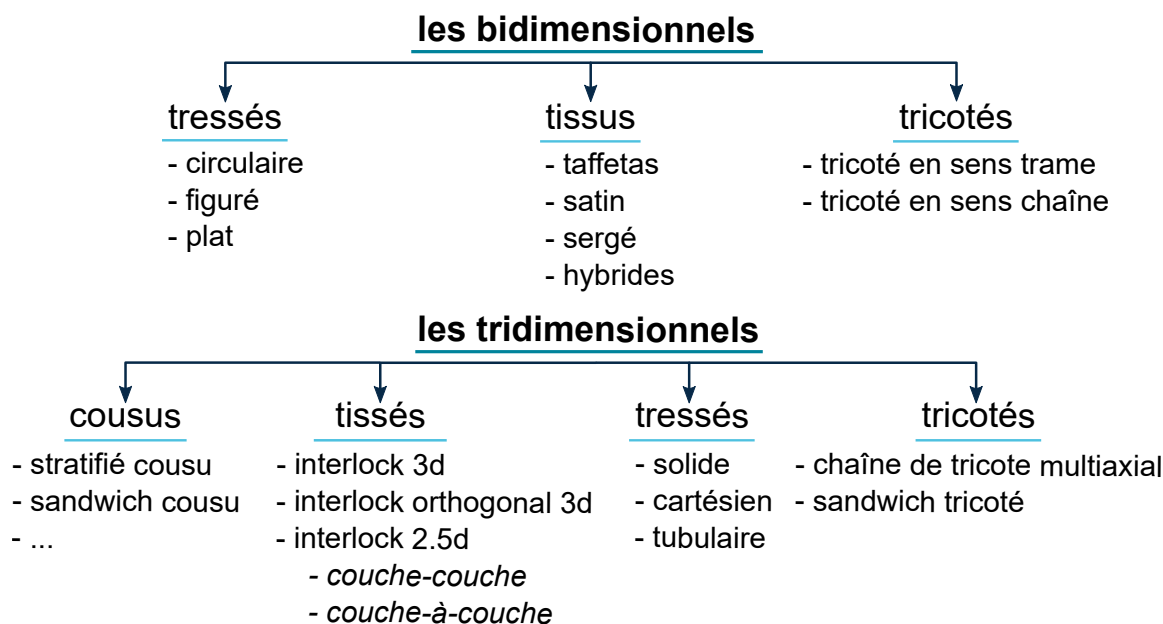 les bidimensionnels
tressés
- circulaire
- figuré
- plat
tissus
- taffetas
- satin
- sergé
- hybrides
tricotés
- tricoté en sens trame
- tricoté en sens chaîne
les tridimensionnels
cousus
- stratifié cousu
- sandwich cousu
- ...
tissés
- interlock 3d
- interlock orthogonal 3d
- interlock 2.5d
- couche-couche
- couche-à-couche
tressés
- solide
- cartésien
- tubulaire
tricotés
- chaîne de tricote multiaxial
- sandwich tricoté